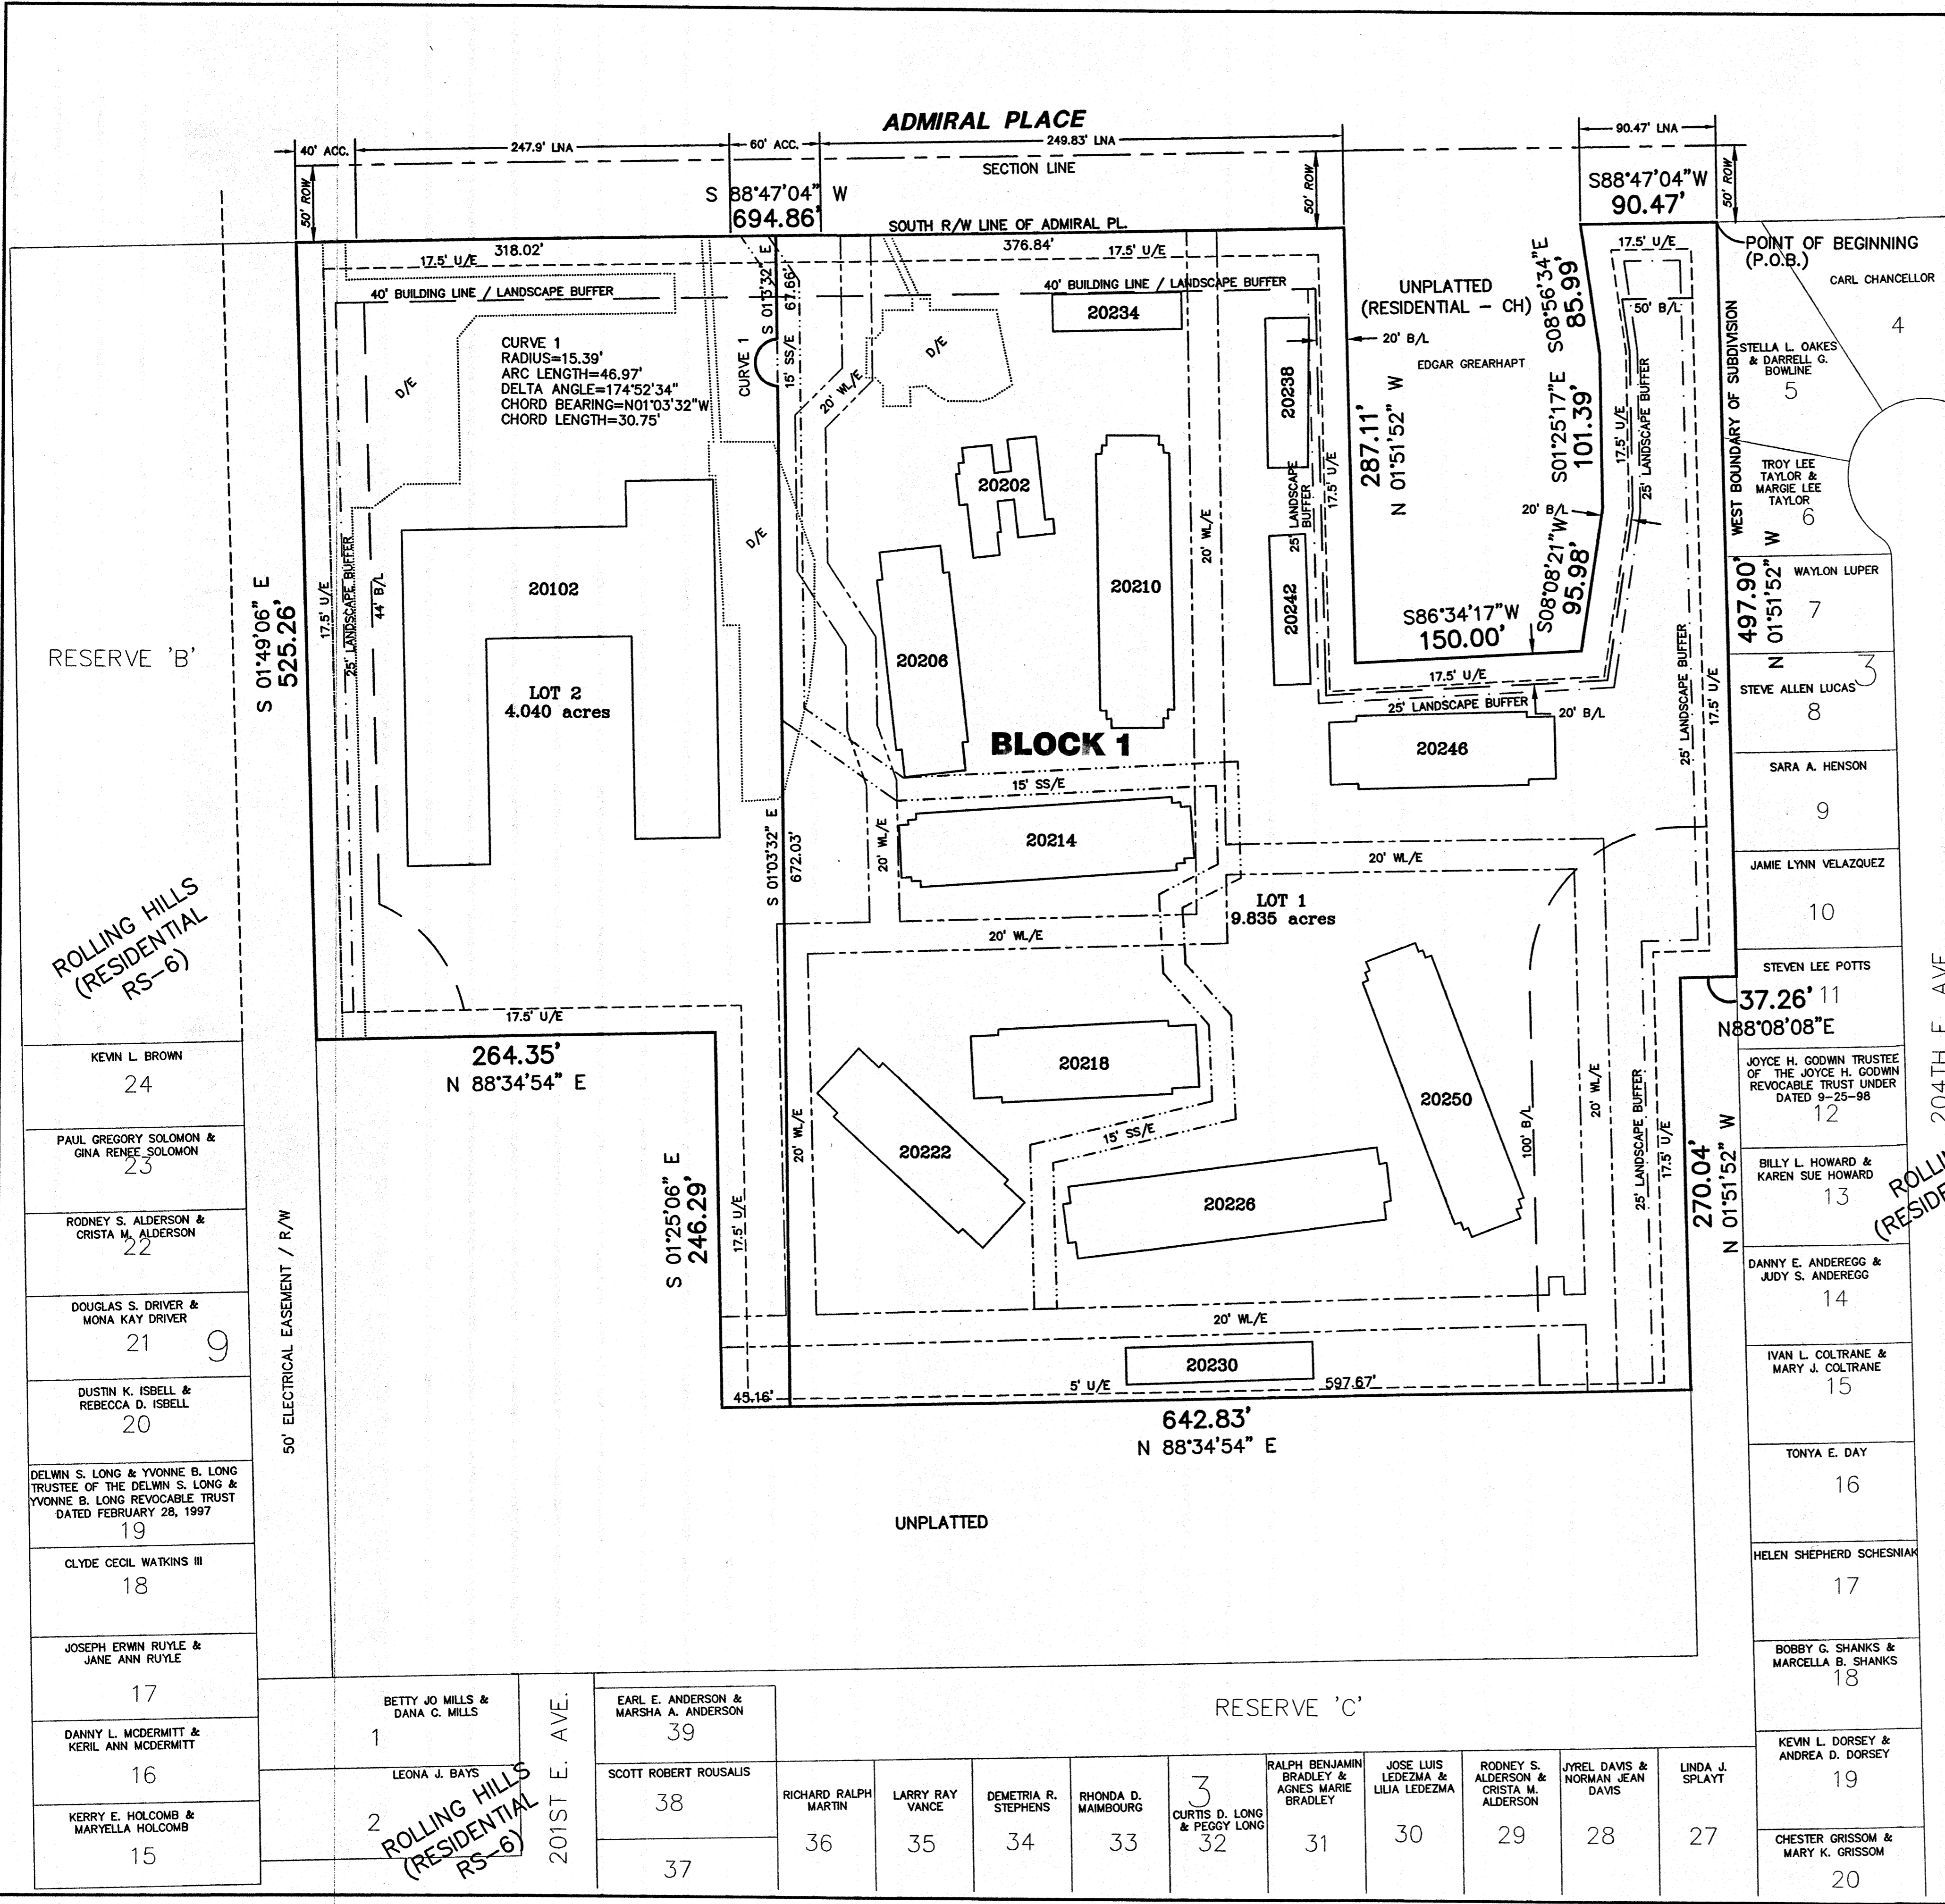 ADMIRAL PLACE
40' ACC.
247.9' LNA
60' ACC.
249.83' LNA
90.47' LNA
SECTION LINE
50' ROW
50' ROW
50' ROW
S 88°47'04" W
694.86'
S88°47'04"W
90.47'
SOUTH R/W LINE OF ADMIRAL PL.
318.02'
376.84'
17.5' U/E
17.5' U/E
17.5' U/E
POINT OF BEGINNING
(P.O.B.)
CARL CHANCELLOR
4
40' BUILDING LINE / LANDSCAPE BUFFER
40' BUILDING LINE / LANDSCAPE BUFFER
S 01°3'32" E
67.66'
15' SS/E
CURVE 1
20234
UNPLATTED
(RESIDENTIAL - CH)
EDGAR GREARHAPT
S08°56'34"E
85.99'
50' B/L
20' B/L
CURVE 1
RADIUS=15.39'
ARC LENGTH=46.97'
DELTA ANGLE=174°52'34"
CHORD BEARING=N01°03'32"W
CHORD LENGTH=30.75'
D/E
D/E
D/E
20' WL/E
20238
287.11'
N 01°51'52" W
S01°25'17"E
101.39'
17.5' U/E
25' LANDSCAPE BUFFER
WEST BOUNDARY OF SUBDIVISION
STELLA L. OAKES
& DARRELL G.
BOWLINE
5
TROY LEE
TAYLOR &
MARGIE LEE
TAYLOR
6
20202
25' LANDSCAPE
BUFFER
17.5' U/E
20' B/L
S08°08'21"W
95.98'
497.90'
N 01°51'52" W
WAYLON LUPER
7
20' WL/E
20102
20210
20242
S86°34'17"W
150.00'
S 01°49'06" E
525.26'
17.5' U/E
25' LANDSCAPE BUFFER
44' B/L
RESERVE 'B'
20206
LOT 2
4.040 acres
BLOCK 1
17.5' U/E
25' LANDSCAPE BUFFER
20' B/L
25' LANDSCAPE BUFFER
17.5' U/E
STEVE ALLEN LUCAS
3
8
20246
SARA A. HENSON
9
15' SS/E
20214
20' WL/E
S 01°03'32" E
672.03'
20' WL/E
JAMIE LYNN VELAZQUEZ
10
LOT 1
9.835 acres
20' WL/E
ROLLING HILLS
(RESIDENTIAL
RS-6)
STEVEN LEE POTTS
11
37.26'
N88°08'08"E
17.5' U/E
264.35'
N 88°34'54" E
KEVIN L. BROWN
24
20218
20222
20250
15' SS/E
20226
20' WL/E
17.5' U/E
S 01°25'06" E
246.29'
100' B/L
20' WL/E
25' LANDSCAPE BUFFER
17.5' U/E
270.04'
N 01°51'52" W
JOYCE H. GODWIN TRUSTEE
OF THE JOYCE H. GODWIN
REVOCABLE TRUST UNDER
DATED 9-25-98
12
204TH E. AVE
PAUL GREGORY SOLOMON &
GINA RENEE SOLOMON
23
BILLY L. HOWARD &
KAREN SUE HOWARD
13
RODNEY S. ALDERSON &
CRISTA M. ALDERSON
22
DANNY E. ANDEREGG &
JUDY S. ANDEREGG
14
50' ELECTRICAL EASEMENT / R/W
DOUGLAS S. DRIVER &
MONA KAY DRIVER
21
9
20' WL/E
20230
45.16'
5' U/E
597.67'
642.83'
N 88°34'54" E
IVAN L. COLTRANE &
MARY J. COLTRANE
15
DUSTIN K. ISBELL &
REBECCA D. ISBELL
20
DELWIN S. LONG & YVONNE B. LONG
TRUSTEE OF THE DELWIN S. LONG &
YVONNE B. LONG REVOCABLE TRUST
DATED FEBRUARY 28, 1997
19
UNPLATTED
TONYA E. DAY
16
CLYDE CECIL WATKINS III
18
HELEN SHEPHERD SCHESNIAK
17
JOSEPH ERWIN RUYLE &
JANE ANN RUYLE
17
BOBBY G. SHANKS &
MARCELLA B. SHANKS
18
BETTY JO MILLS &
DANA C. MILLS
1
201ST E. AVE.
EARL E. ANDERSON &
MARSHA A. ANDERSON
39
RESERVE 'C'
DANNY L. MCDERMITT &
KERIL ANN MCDERMITT
16
KEVIN L. DORSEY &
ANDREA D. DORSEY
19
LEONA J. BAYS
2
ROLLING HILLS
(RESIDENTIAL
RS-6)
SCOTT ROBERT ROUSALIS
38
37
RICHARD RALPH
MARTIN
36
LARRY RAY
VANCE
35
DEMETRIA R.
STEPHENS
34
RHONDA D.
MAIMBOURG
33
3
CURTIS D. LONG
& PEGGY LONG
32
RALPH BENJAMIN
BRADLEY &
AGNES MARIE
BRADLEY
31
JOSE LUIS
LEDEZMA &
LILIA LEDEZMA
30
RODNEY S.
ALDERSON &
CRISTA M.
ALDERSON
29
JYREL DAVIS &
NORMAN JEAN
DAVIS
28
LINDA J.
SPLAYT
27
KERRY E. HOLCOMB &
MARYELLA HOLCOMB
15
CHESTER GRISSOM &
MARY K. GRISSOM
20